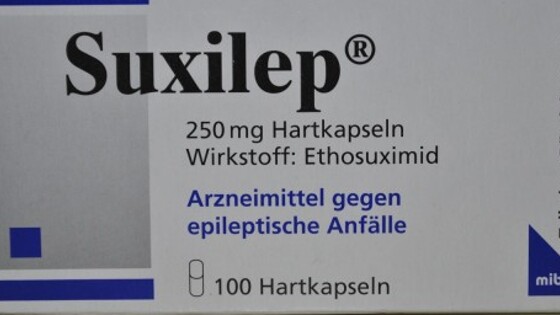 Suxilep®
250 mg Hartkapseln
Wirkstoff: Ethosuximid
Arzneimittel gegen
epileptische Anfälle
100 Hartkapseln